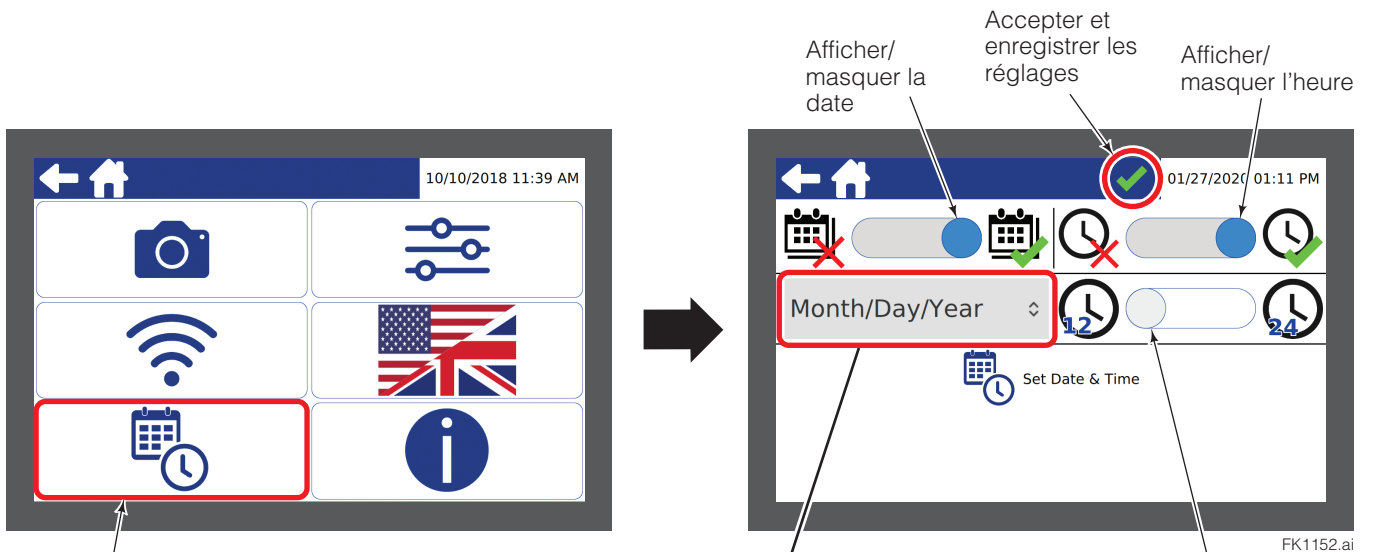 Accepter et
enregistrer les
réglages
Afficher/
masquer la
date
Afficher/
masquer l'heure
10/10/2018 11:39 AM
01/27/2020 01:11 PM
Month/Day/Year
12
24
Set Date & Time
FK1152.ai